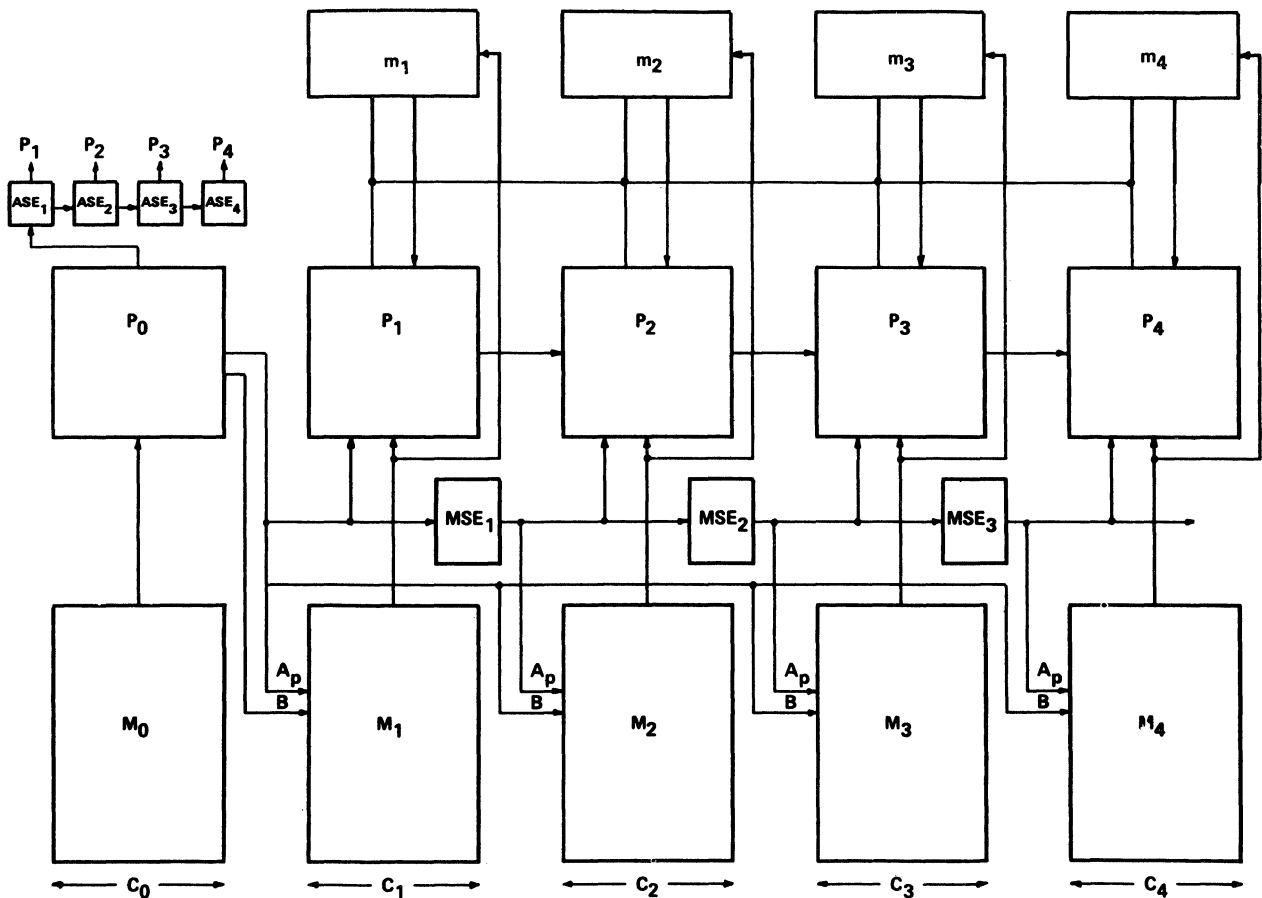 m1 m2 m3 m4
P1 P2 P3 P4
ASE1 ASE2 ASE3 ASE4
P0 P1 P2 P3 P4
MSE1 MSE2 MSE3
Ap Ap Ap Ap
B B B B
M0 M1 M2 M3 M4
C0 C1 C2 C3 C4